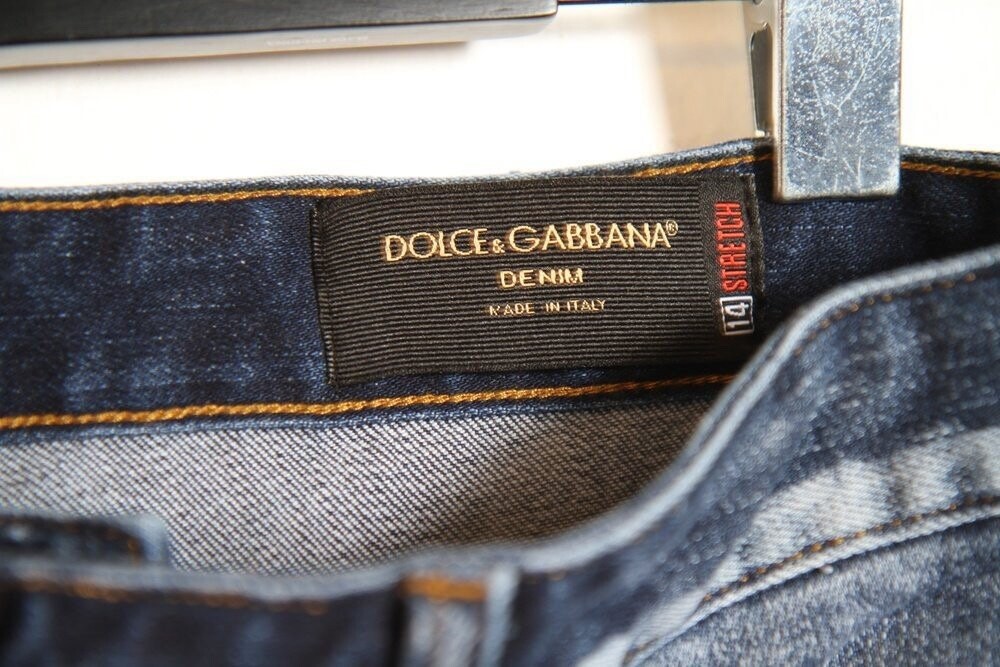 DOLCE&GABBANA®
DENIM
MADE IN ITALY
14 STRETCH